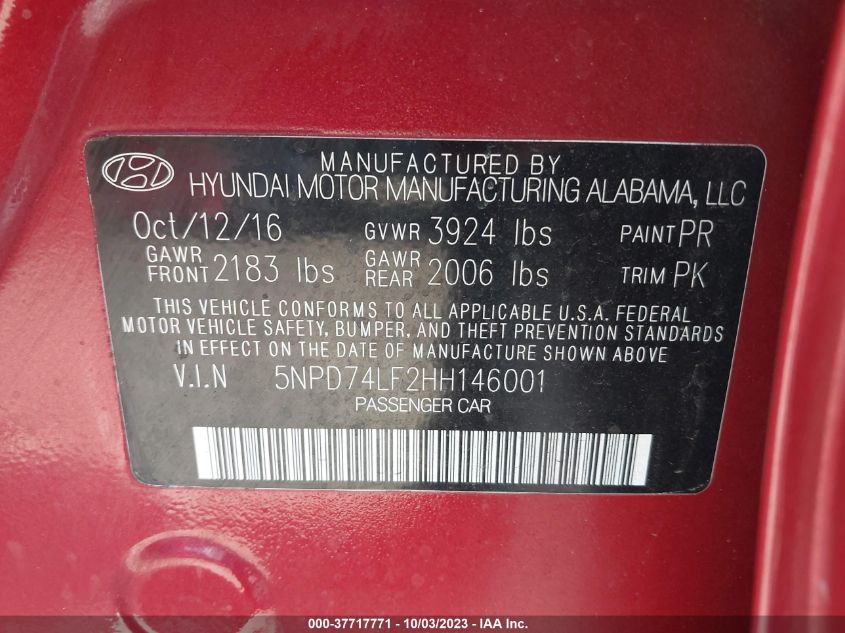 MANUFACTURED BY
HYUNDAI MOTOR MANUFACTURING ALABAMA, LLC
Oct/12/16 GVWR 3924 lbs PAINT PR
GAWR FRONT 2183 lbs GAWR REAR 2006 lbs TRIM PK
THIS VEHICLE CONFORMS TO ALL APPLICABLE U.S.A. FEDERAL
MOTOR VEHICLE SAFETY, BUMPER, AND THEFT PREVENTION STANDARDS
IN EFFECT ON THE DATE OF MANUFACTURE SHOWN ABOVE.
V.I.N 5NPD74LF2HH146001
PASSENGER CAR
000-37717771 - 10/03/2023 - © IAA Inc.